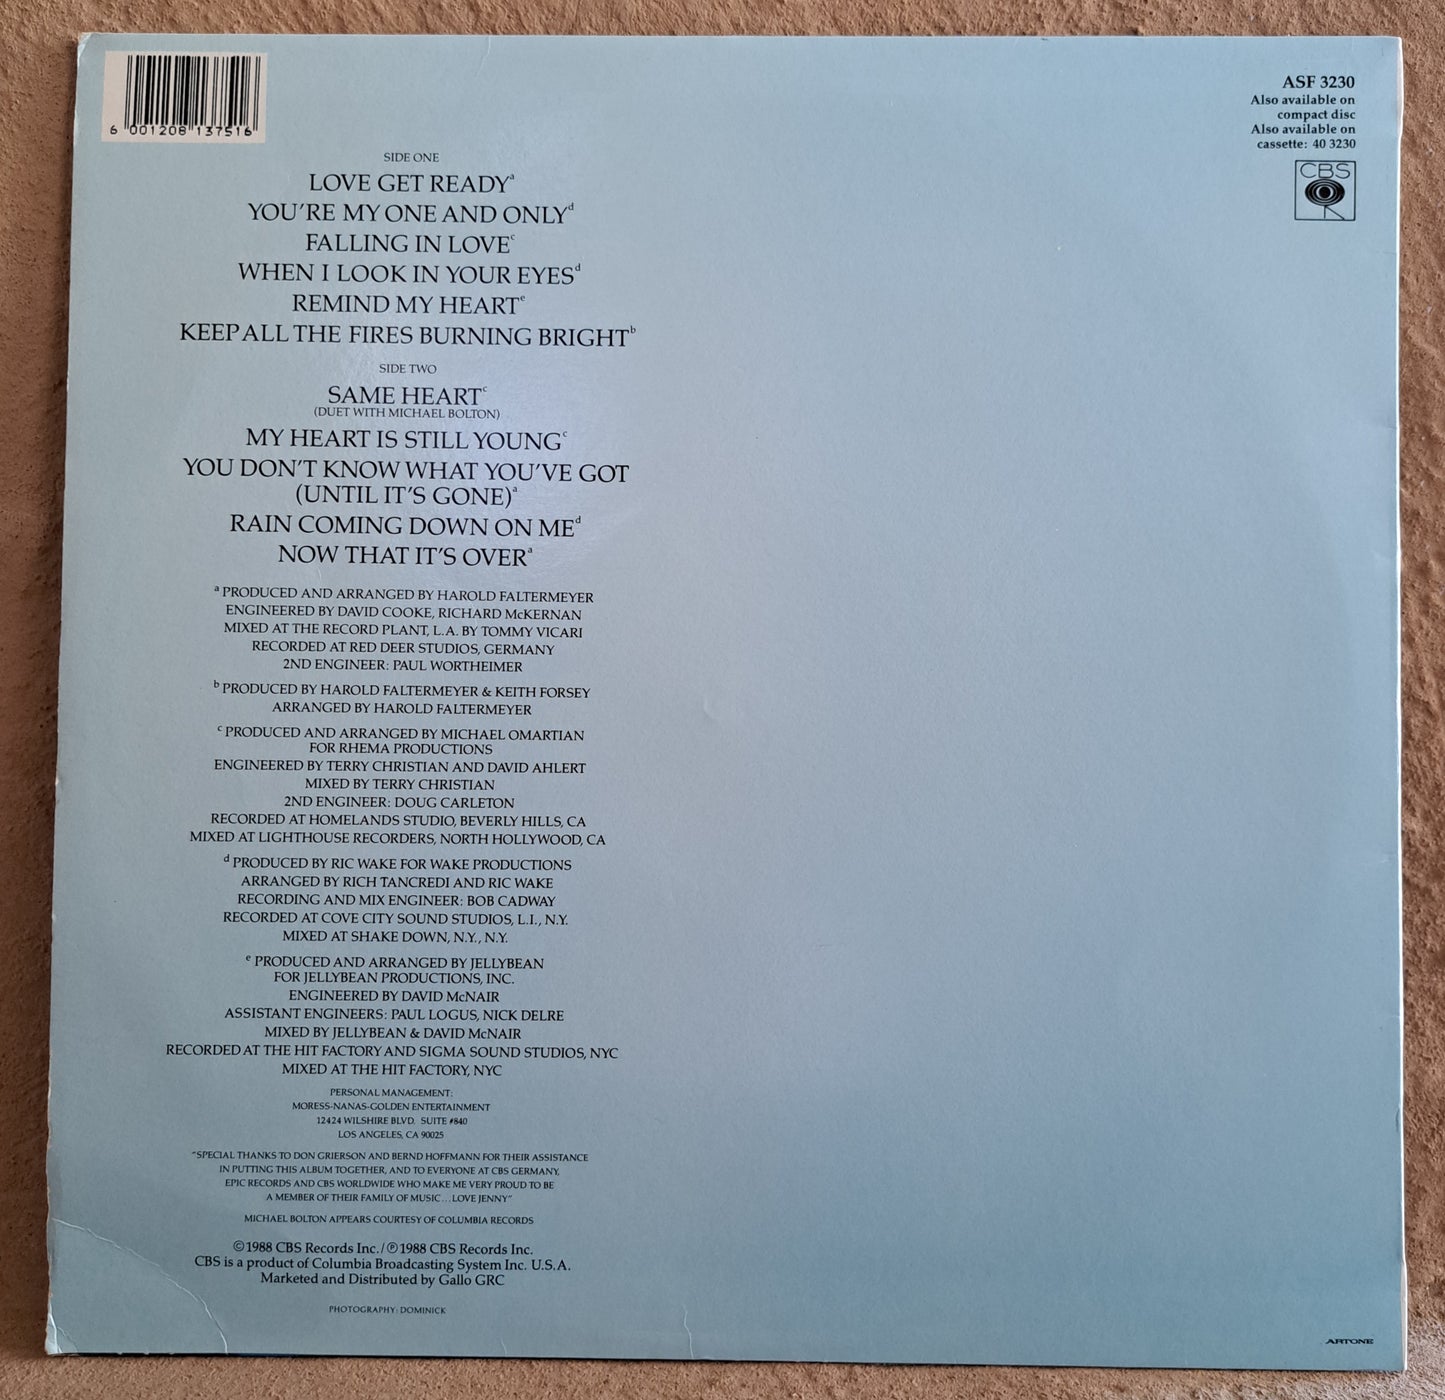 6 001208 137516
ASF 3230
Also available on
compact disc
Also available on
cassette: 40 3230
CBS
SIDE ONE
LOVE GET READYᵃ
YOU'RE MY ONE AND ONLYᵈ
FALLING IN LOVEᶜ
WHEN I LOOK IN YOUR EYESᵈ
REMIND MY HEARTᵉ
KEEP ALL THE FIRES BURNING BRIGHTᵇ
SIDE TWO
SAME HEARTᶜ
(DUET WITH MICHAEL BOLTON)
MY HEART IS STILL YOUNGᶜ
YOU DON'T KNOW WHAT YOU'VE GOT
(UNTIL IT'S GONE)ᵃ
RAIN COMING DOWN ON MEᵈ
NOW THAT IT'S OVERᵃ
ᵃ PRODUCED AND ARRANGED BY HAROLD FALTERMEYER
ENGINEERED BY DAVID COOKE, RICHARD McKERNAN
MIXED AT THE RECORD PLANT, L.A. BY TOMMY VICARI
RECORDED AT RED DEER STUDIOS, GERMANY
2ND ENGINEER: PAUL WORTHEIMER
ᵇ PRODUCED BY HAROLD FALTERMEYER & KEITH FORSEY
ARRANGED BY HAROLD FALTERMEYER
ᶜ PRODUCED AND ARRANGED BY MICHAEL OMARTIAN
FOR RHEMA PRODUCTIONS
ENGINEERED BY TERRY CHRISTIAN AND DAVID AHLERT
MIXED BY TERRY CHRISTIAN
2ND ENGINEER: DOUG CARLETON
RECORDED AT HOMELANDS STUDIO, BEVERLY HILLS, CA
MIXED AT LIGHTHOUSE RECORDERS, NORTH HOLLYWOOD, CA
ᵈ PRODUCED BY RIC WAKE FOR WAKE PRODUCTIONS
ARRANGED BY RICH TANCREDI AND RIC WAKE
RECORDING AND MIX ENGINEER: BOB CADWAY
RECORDED AT COVE CITY SOUND STUDIOS, L.I., N.Y.
MIXED AT SHAKE DOWN, N.Y., N.Y.
ᵉ PRODUCED AND ARRANGED BY JELLYBEAN
FOR JELLYBEAN PRODUCTIONS, INC.
ENGINEERED BY DAVID McNAIR
ASSISTANT ENGINEERS: PAUL LOGUS, NICK DELRE
MIXED BY JELLYBEAN & DAVID McNAIR
RECORDED AT THE HIT FACTORY AND SIGMA SOUND STUDIOS, NYC
MIXED AT THE HIT FACTORY, NYC
PERSONAL MANAGEMENT:
MORESS-NANAS-GOLDEN ENTERTAINMENT
12424 WILSHIRE BLVD. SUITE #840
LOS ANGELES, CA 90025
"SPECIAL THANKS TO DON GRIERSON AND BERND HOFFMANN FOR THEIR ASSISTANCE
IN PUTTING THIS ALBUM TOGETHER, AND TO EVERYONE AT CBS GERMANY,
EPIC RECORDS AND CBS WORLDWIDE WHO MAKE ME VERY PROUD TO BE
A MEMBER OF THEIR FAMILY OF MUSIC...LOVE JENNY"
MICHAEL BOLTON APPEARS COURTESY OF COLUMBIA RECORDS
©1988 CBS Records Inc./℗1988 CBS Records Inc.
CBS is a product of Columbia Broadcasting System Inc. U.S.A.
Marketed and Distributed by Gallo GRC
PHOTOGRAPHY: DOMINICK
ARTONE